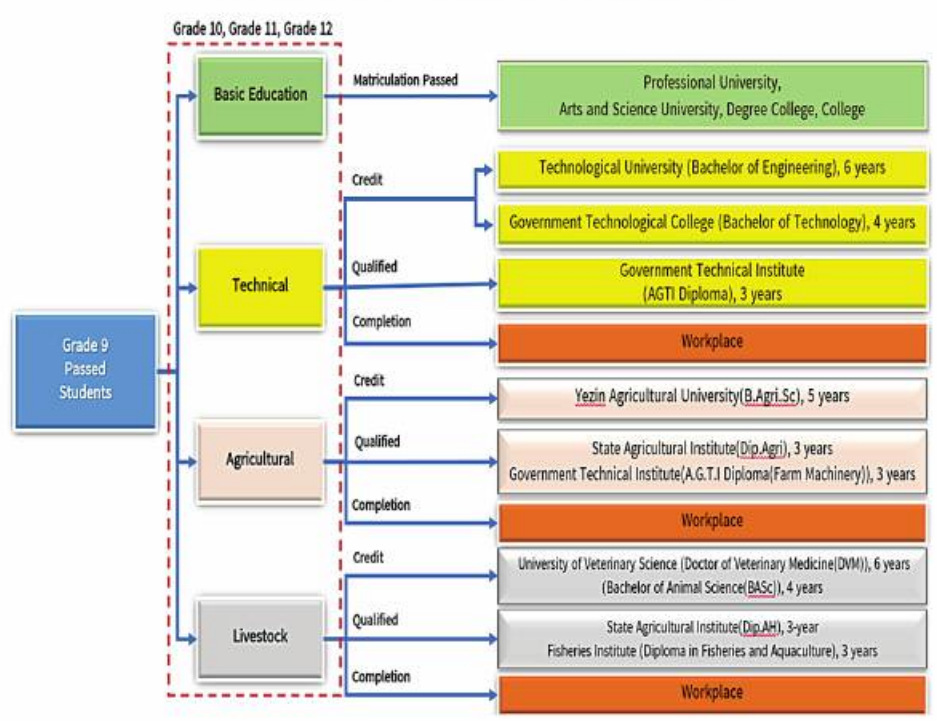 Grade 10, Grade 11, Grade 12
Grade 9
Passed
Students
Basic Education
Matriculation Passed
Professional University,
Arts and Science University, Degree College, College
Technical
Credit
Technological University (Bachelor of Engineering), 6 years
Government Technological College (Bachelor of Technology), 4 years
Qualified
Government Technical Institute
(AGTI Diploma), 3 years
Completion
Workplace
Agricultural
Credit
Yezin Agricultural University(B.Agri.Sc), 5 years
Qualified
State Agricultural Institute(Dip.Agri), 3 years
Government Technical Institute(A.G.T.I Diploma(Farm Machinery)), 3 years
Completion
Workplace
Livestock
Credit
University of Veterinary Science (Doctor of Veterinary Medicine(DVM)), 6 years
(Bachelor of Animal Science(BASc)), 4 years
Qualified
State Agricultural Institute(Dip.AH), 3-year
Fisheries Institute (Diploma in Fisheries and Aquaculture), 3 years
Completion
Workplace